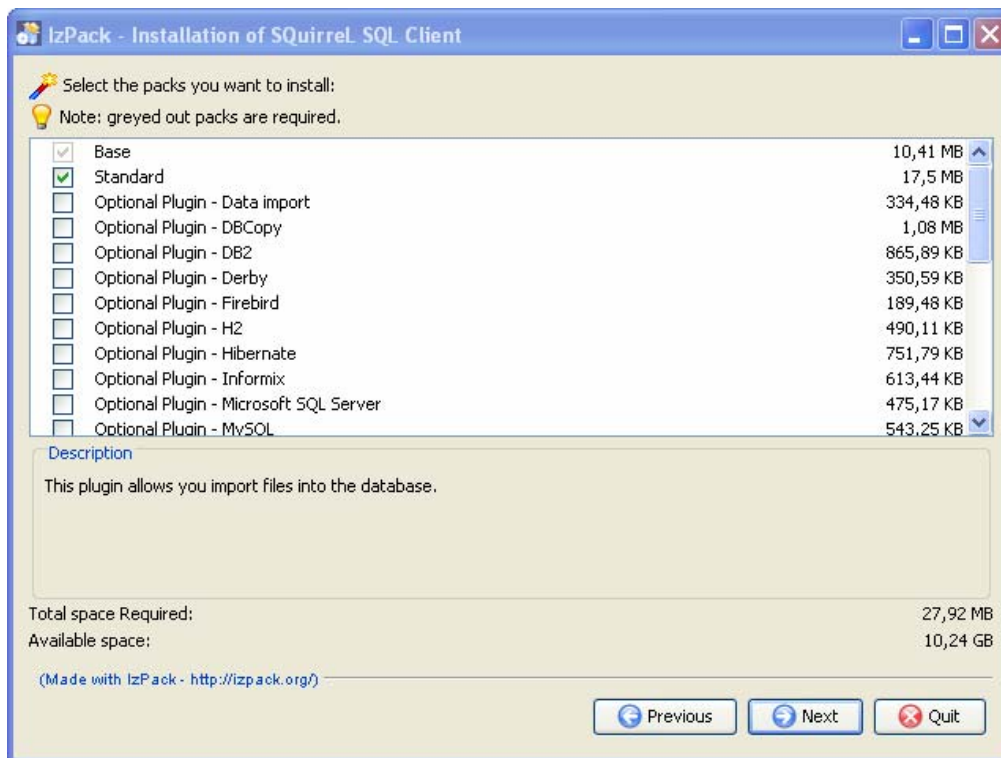 IzPack - Installation of SQuirreL SQL Client
Select the packs you want to install:
Note: greyed out packs are required.
Base 10,41 MB
Standard 17,5 MB
Optional Plugin - Data import 334,48 KB
Optional Plugin - DBCopy 1,08 MB
Optional Plugin - DB2 865,89 KB
Optional Plugin - Derby 350,59 KB
Optional Plugin - Firebird 189,48 KB
Optional Plugin - H2 490,11 KB
Optional Plugin - Hibernate 751,79 KB
Optional Plugin - Informix 613,44 KB
Optional Plugin - Microsoft SQL Server 475,17 KB
Optional Plugin - MySQL 543,25 KB
Description
This plugin allows you import files into the database.
Total space Required: 27,92 MB
Available space: 10,24 GB
(Made with IzPack - http://izpack.org/)
Previous Next Quit